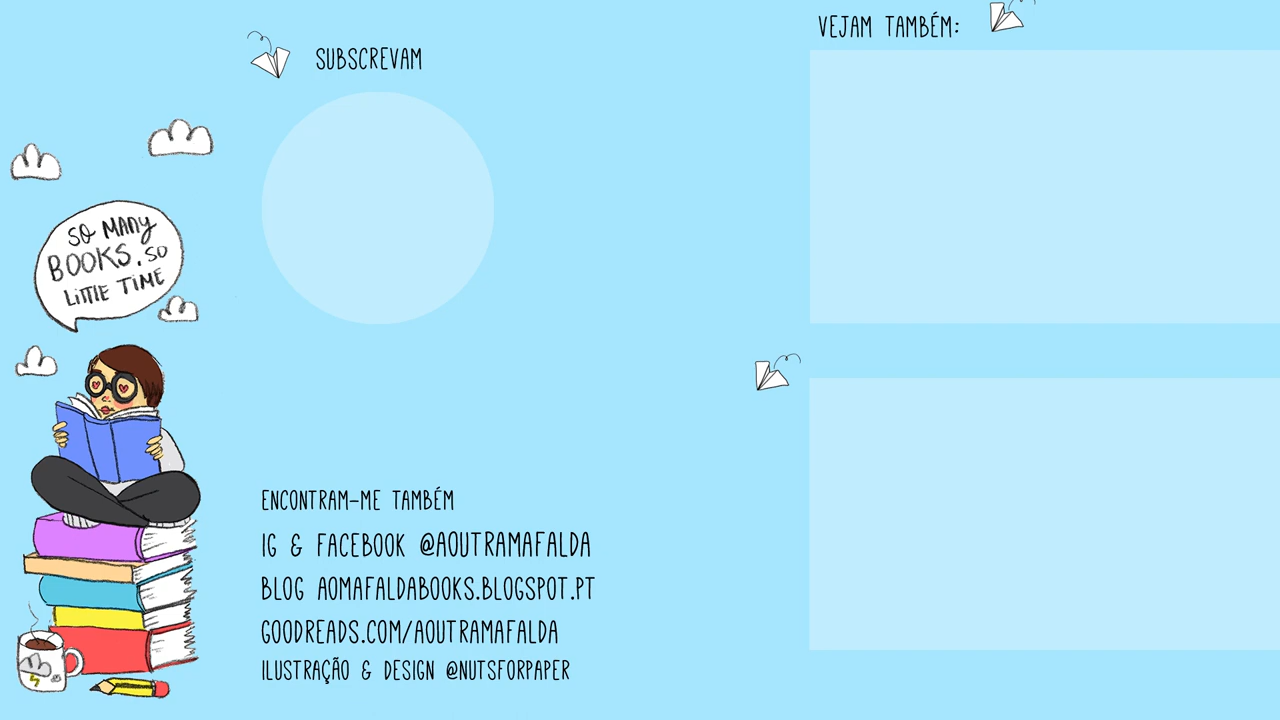 VEJAM TAMBÉM:
SUBSCREVAM
SO MANY
BOOKS, SO
LITTLE TIME
ENCONTRAM-ME TAMBÉM
IG & FACEBOOK @AOUTRAMAFALDA
BLOG AOMAFALDABOOKS.BLOGSPOT.PT
GOODREADS.COM/AOUTRAMAFALDA
ILUSTRAÇÃO & DESIGN @NUTSFORPAPER